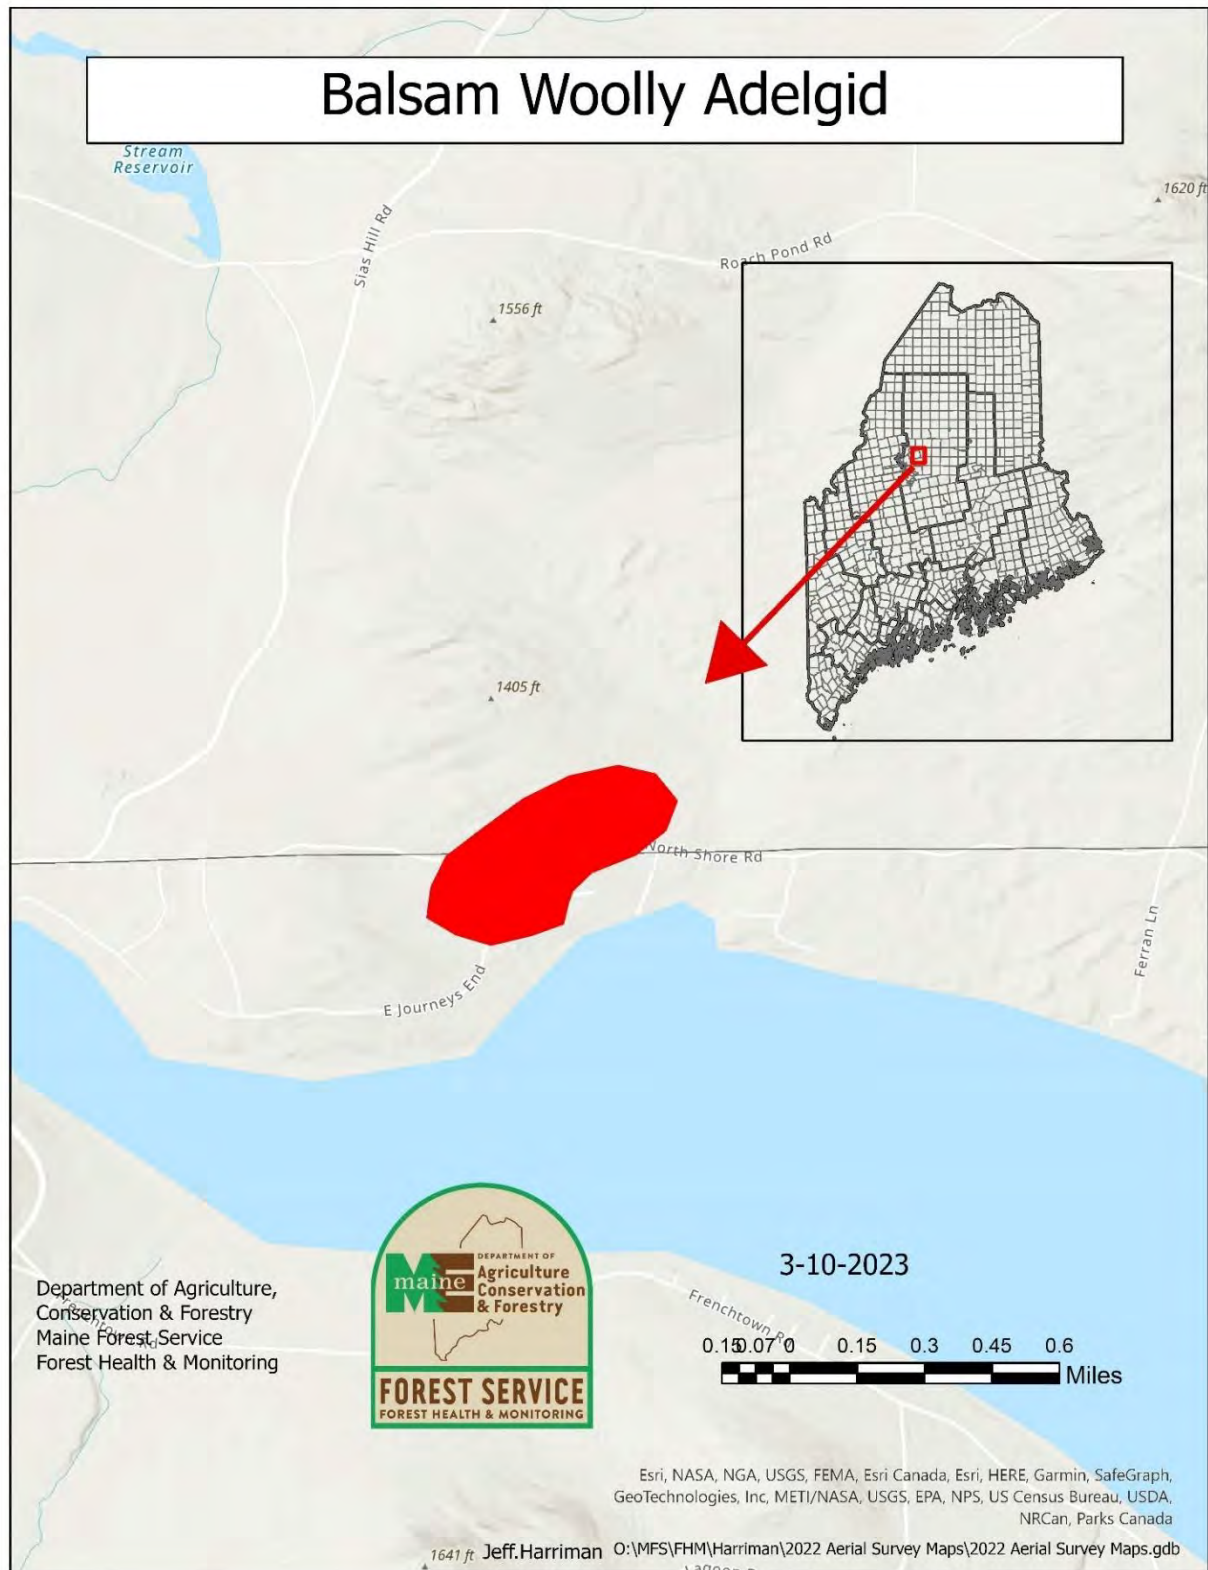 Balsam Woolly Adelgid
Stream
Reservoir
1620 ft
Sias Hill Rd
Roach Pond Rd
1556 ft
1405 ft
North Shore Rd
Ferran Ln
E Journeys End
3-10-2023
Department of Agriculture,
Conservation & Forestry
Maine Forest Service
Forest Health & Monitoring
Frenchtown Rd
maine
DEPARTMENT OF
Agriculture
Conservation
& Forestry
FOREST SERVICE
FOREST HEALTH & MONITORING
Frenchtown Rd
0.15 0.07 0 0.15 0.3 0.45 0.6
Miles
Esri, NASA, NGA, USGS, FEMA, Esri Canada, Esri, HERE, Garmin, SafeGraph,
GeoTechnologies, Inc, METI/NASA, USGS, EPA, NPS, US Census Bureau, USDA,
NRCan, Parks Canada
1641 ft
Jeff.Harriman
O:\MFS\FHM\Harriman\2022 Aerial Survey Maps\2022 Aerial Survey Maps.gdb